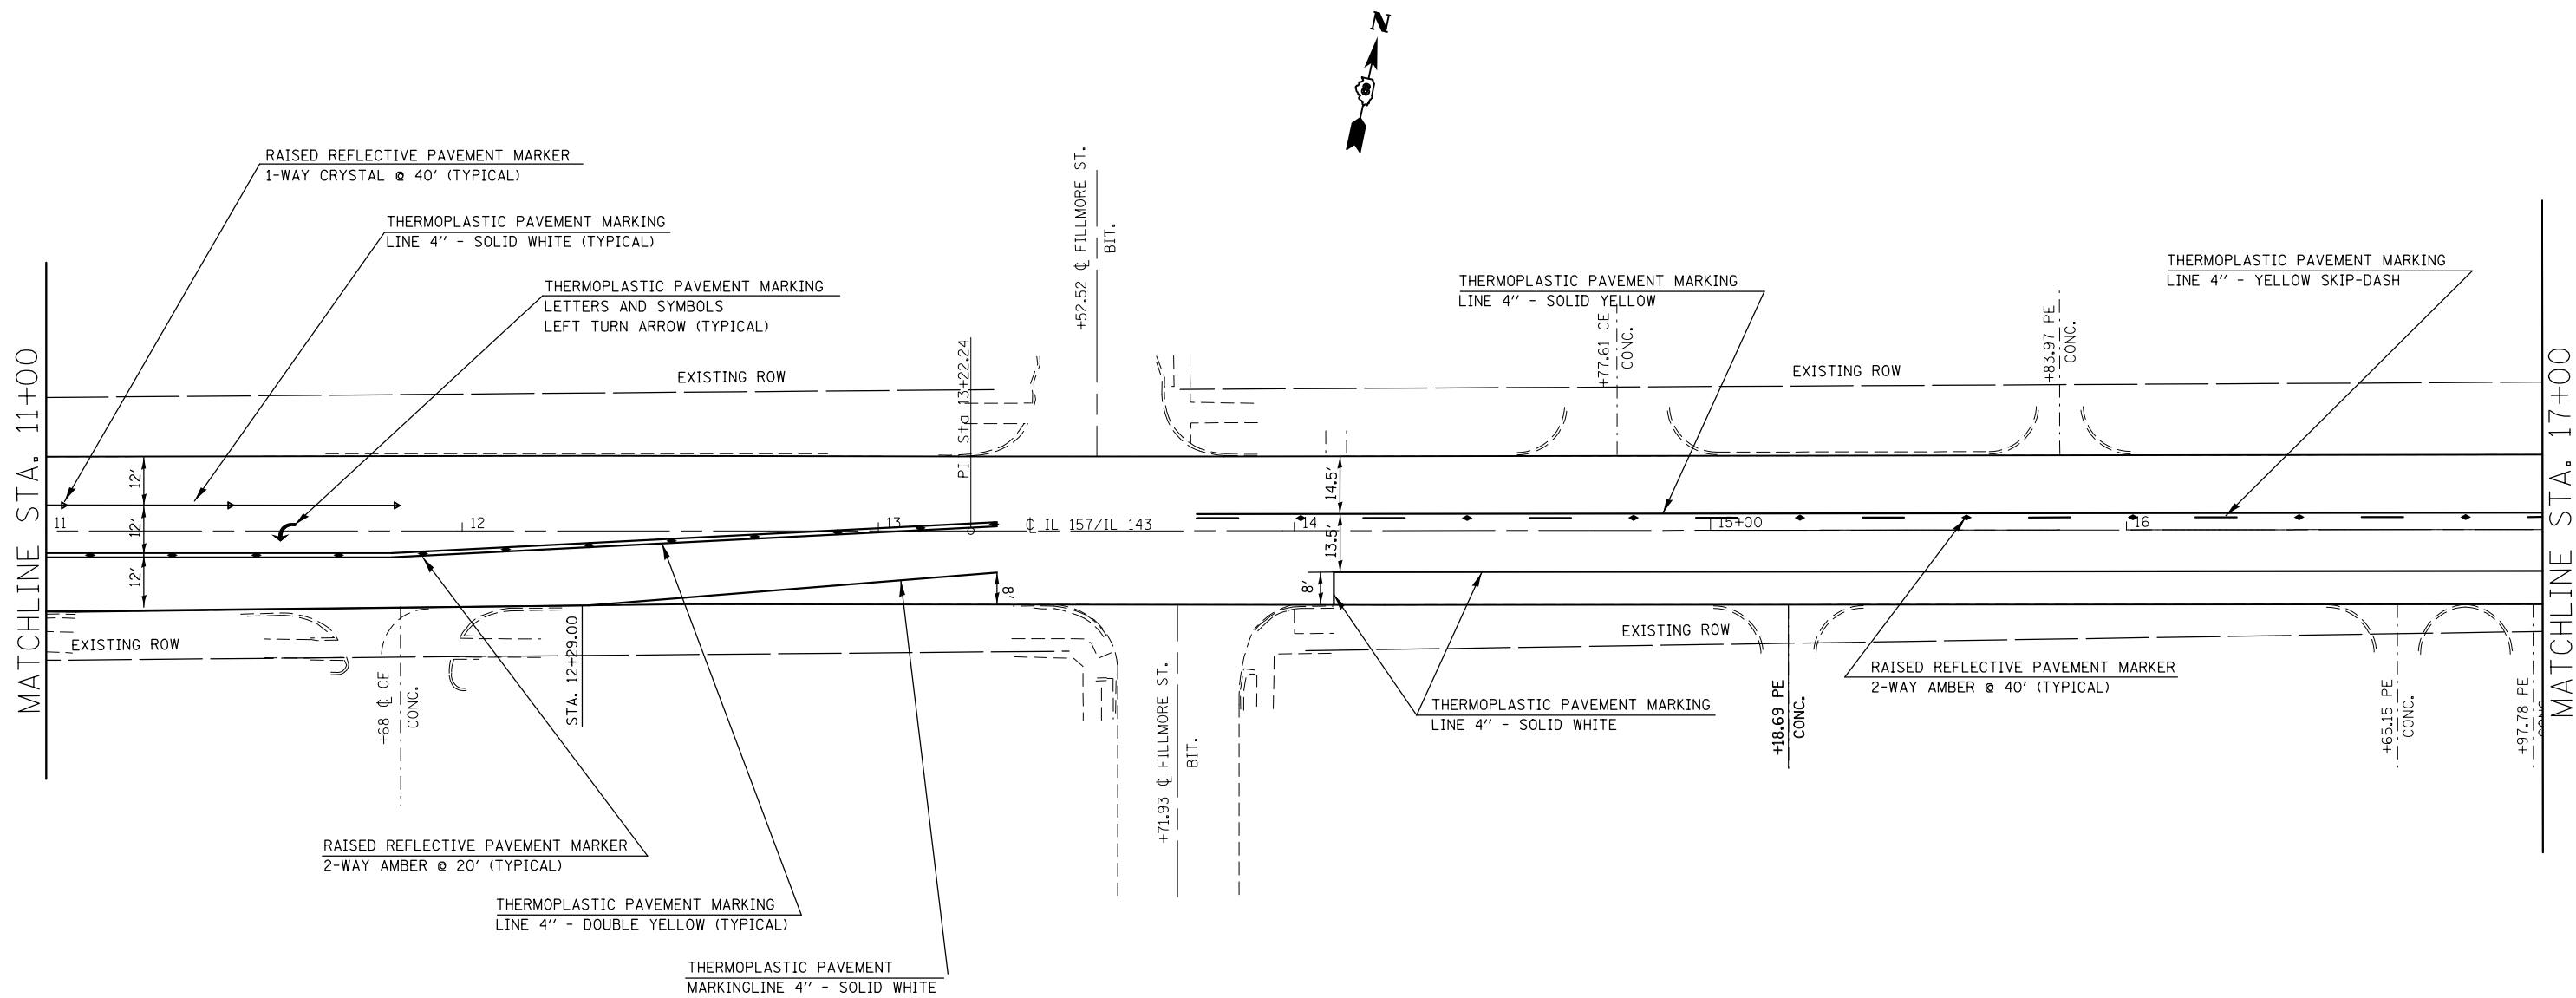 N
8
RAISED REFLECTIVE PAVEMENT MARKER
1-WAY CRYSTAL @ 40' (TYPICAL)
THERMOPLASTIC PAVEMENT MARKING
LINE 4'' - SOLID WHITE (TYPICAL)
THERMOPLASTIC PAVEMENT MARKING
LETTERS AND SYMBOLS
LEFT TURN ARROW (TYPICAL)
+52.52 ℄ FILLMORE ST.
BIT.
THERMOPLASTIC PAVEMENT MARKING
LINE 4'' - SOLID YELLOW
THERMOPLASTIC PAVEMENT MARKING
LINE 4'' - YELLOW SKIP-DASH
+77.61 CE
CONC.
+83.97 PE
CONC.
EXISTING ROW
EXISTING ROW
PI Sta 13+22.24
MATCHLINE STA. 11+00
MATCHLINE STA. 17+00
12'
12'
12'
14.5'
13.5'
8'
8'
11
12
13
℄ IL 157/IL 143
14
15+00
16
EXISTING ROW
EXISTING ROW
+68 ℄ CE
CONC.
STA. 12+29.00
+71.93 ℄ FILLMORE ST.
BIT.
THERMOPLASTIC PAVEMENT MARKING
LINE 4'' - SOLID WHITE
+18.69 PE
CONC.
RAISED REFLECTIVE PAVEMENT MARKER
2-WAY AMBER @ 40' (TYPICAL)
+65.15 PE
CONC.
+97.78 PE
RAISED REFLECTIVE PAVEMENT MARKER
2-WAY AMBER @ 20' (TYPICAL)
THERMOPLASTIC PAVEMENT MARKING
LINE 4'' - DOUBLE YELLOW (TYPICAL)
THERMOPLASTIC PAVEMENT
MARKINGLINE 4'' - SOLID WHITE